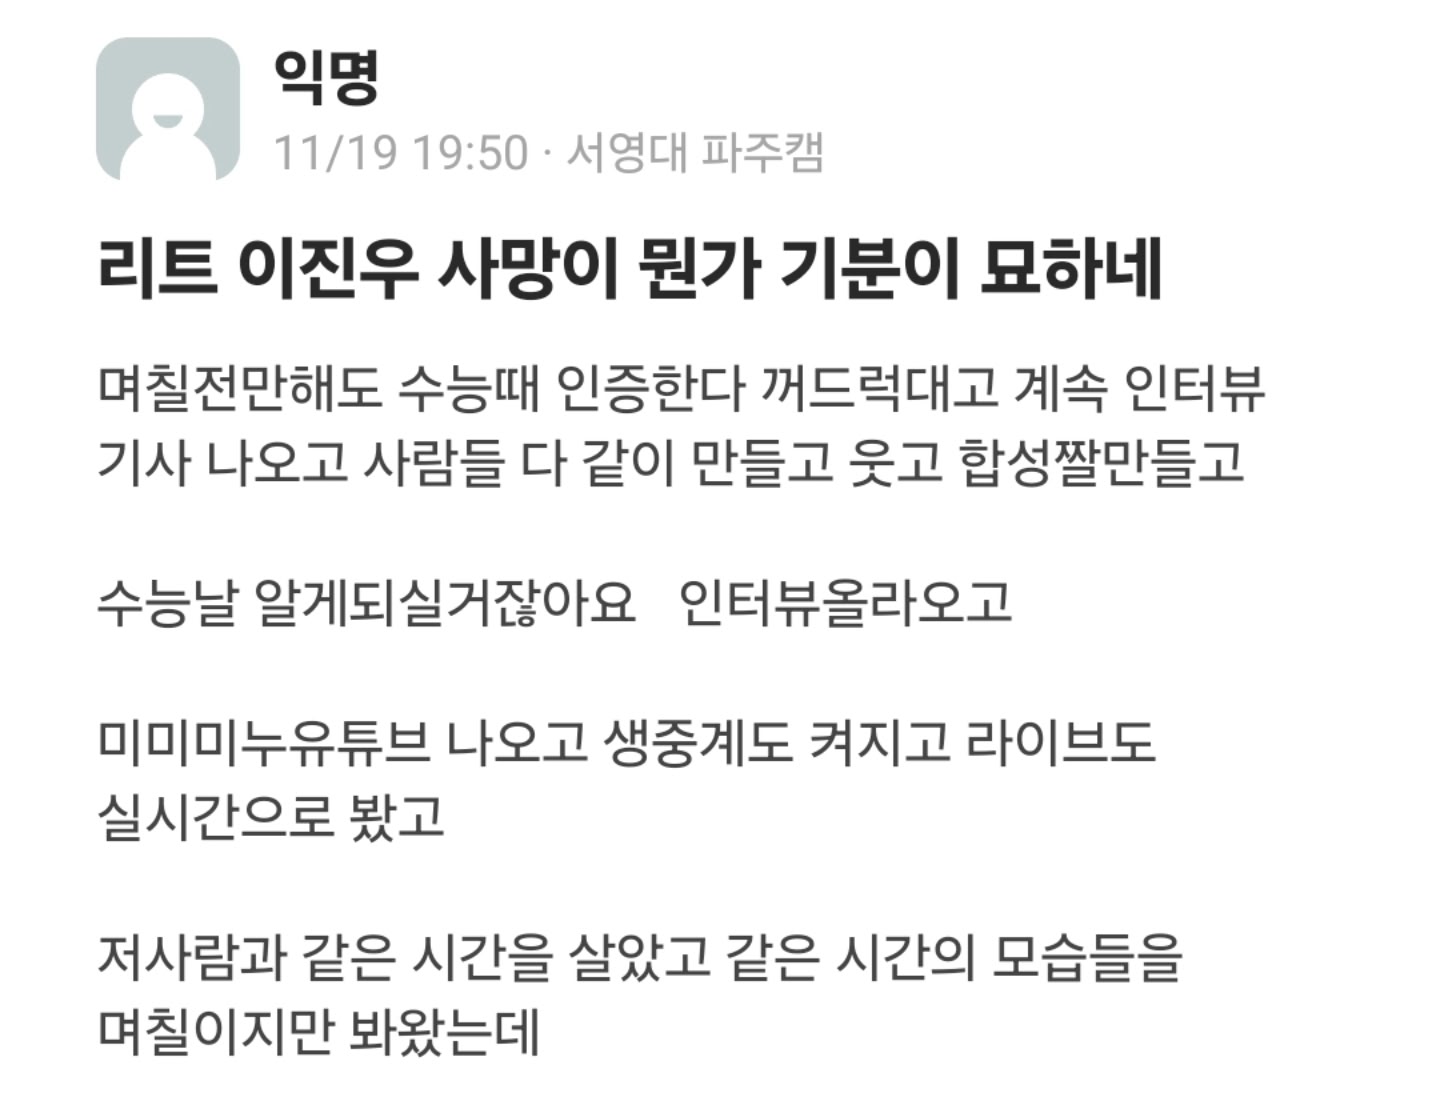 익명
11/19 19:50 · 서영대 파주캠
리트 이진우 사망이 뭔가 기분이 묘하네
며칠전만해도 수능때 인증한다 꺼드럭대고 계속 인터뷰
기사 나오고 사람들 다 같이 만들고 웃고 합성짤만들고
수능날 알게되실거잖아요   인터뷰올라오고
미미미누유튜브 나오고 생중계도 켜지고 라이브도
실시간으로 봤고
저사람과 같은 시간을 살았고 같은 시간의 모습들을
며칠이지만 봐왔는데